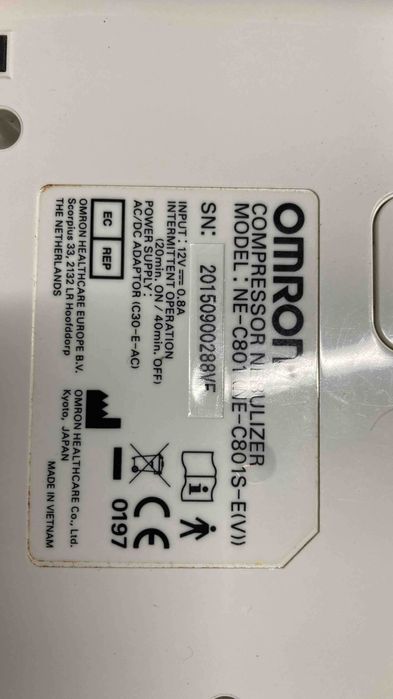 OMRON
COMPRESSOR NEBULIZER
MODEL : NE-C801 (NE-C801S-E(V))
SN: 20150900288VF
INPUT : 12V 0.8A
INTERMITTENT OPERATION
(20min. ON / 40min. OFF)
POWER SUPPLY :
AC/DC ADAPTOR (C30-E-AC)
EC REP
OMRON HEALTHCARE EUROPE B.V.
Scorpius 33, 2132 LR Hoofddorp
THE NETHERLANDS
CE
0197
OMRON HEALTHCARE Co., Ltd.
Kyoto, JAPAN
MADE IN VIETNAM